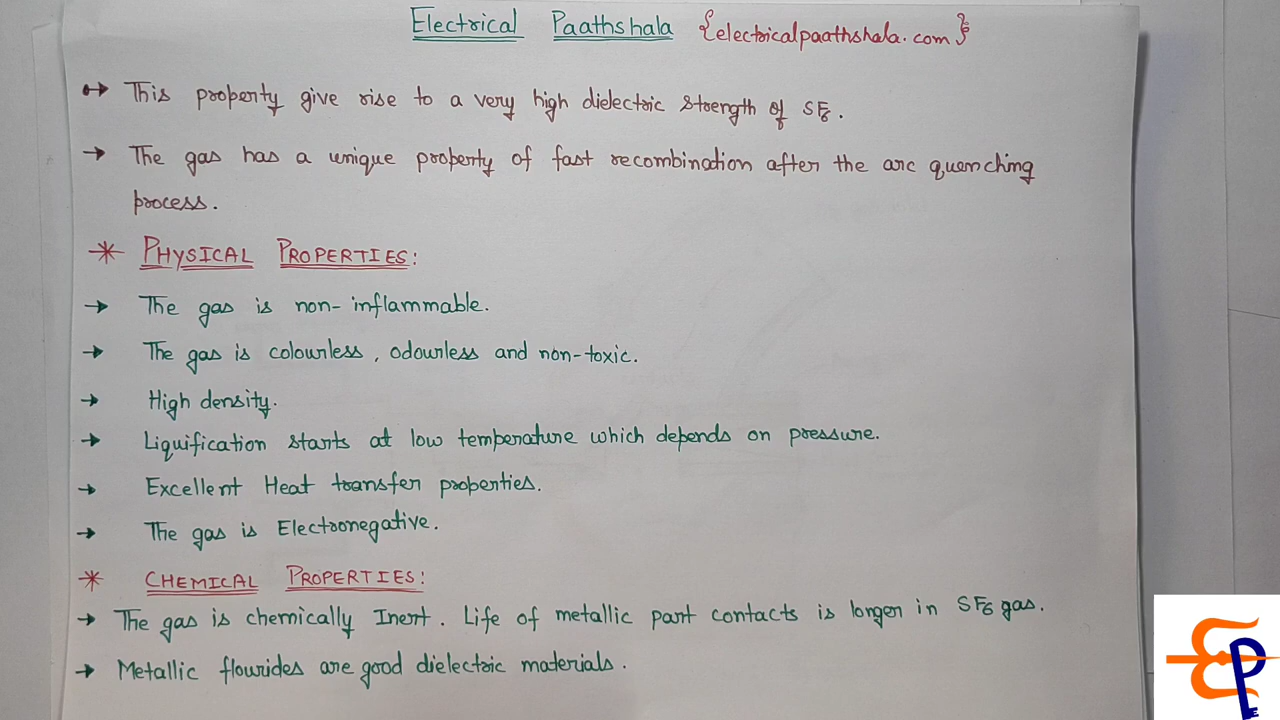 Electrical Paathshala {electricalpaathshala.com}
→ This property give rise to a very high dielectric strength of SF₆.
→ The gas has a unique property of fast recombination after the arc quenching
process.
* PHYSICAL PROPERTIES:
→ The gas is non-inflammable.
→ The gas is colourless, odourless and non-toxic.
→ High density.
→ Liquification starts at low temperature which depends on pressure.
→ Excellent Heat transfer properties.
→ The gas is Electronegative.
* CHEMICAL PROPERTIES:
→ The gas is chemically Inert. Life of metallic part contacts is longer in SF₆ gas.
→ Metallic flourides are good dielectric materials.
EP